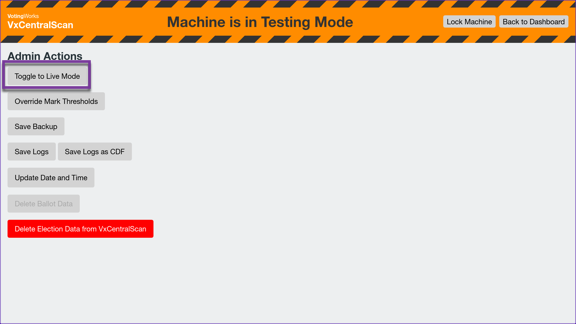 VotingWorks
VxCentralScan
Machine is in Testing Mode
Lock Machine
Back to Dashboard
Admin Actions
Toggle to Live Mode
Override Mark Thresholds
Save Backup
Save Logs
Save Logs as CDF
Update Date and Time
Delete Ballot Data
Delete Election Data from VxCentralScan